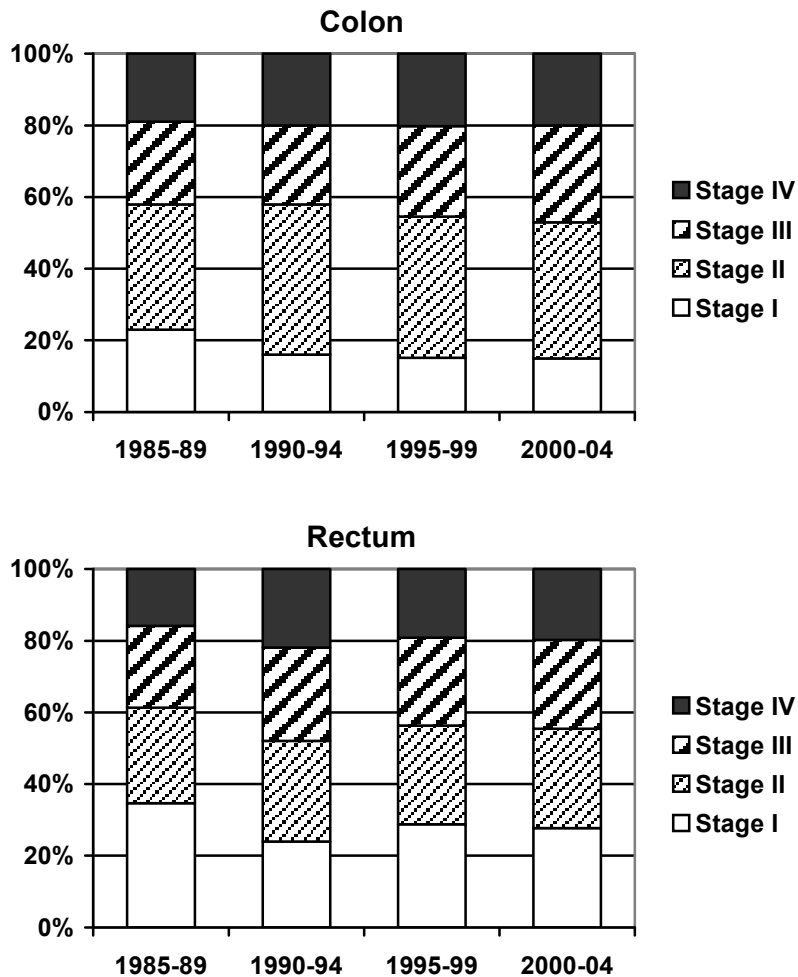 Colon
100%
80%
60%
40%
20%
0%
1985-89 1990-94 1995-99 2000-04
Stage IV
Stage III
Stage II
Stage I
Rectum
100%
80%
60%
40%
20%
0%
1985-89 1990-94 1995-99 2000-04
Stage IV
Stage III
Stage II
Stage I